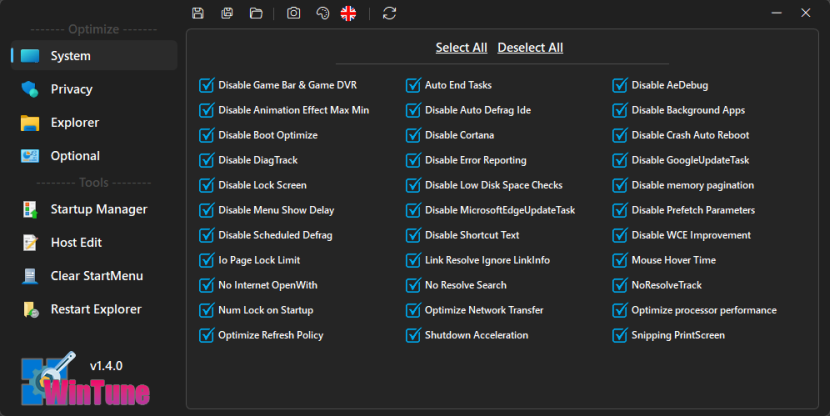 ------- Optimize -------
System
Privacy
Explorer
Optional
-------- Tools --------
Startup Manager
Host Edit
Clear StartMenu
Restart Explorer
v1.4.0
WinTune
Select All Deselect All
Disable Game Bar & Game DVR Auto End Tasks Disable AeDebug
Disable Animation Effect Max Min Disable Auto Defrag Ide Disable Background Apps
Disable Boot Optimize Disable Cortana Disable Crash Auto Reboot
Disable DiagTrack Disable Error Reporting Disable GoogleUpdateTask
Disable Lock Screen Disable Low Disk Space Checks Disable memory pagination
Disable Menu Show Delay Disable MicrosoftEdgeUpdateTask Disable Prefetch Parameters
Disable Scheduled Defrag Disable Shortcut Text Disable WCE Improvement
Io Page Lock Limit Link Resolve Ignore LinkInfo Mouse Hover Time
No Internet OpenWith No Resolve Search NoResolveTrack
Num Lock on Startup Optimize Network Transfer Optimize processor performance
Optimize Refresh Policy Shutdown Acceleration Snipping PrintScreen